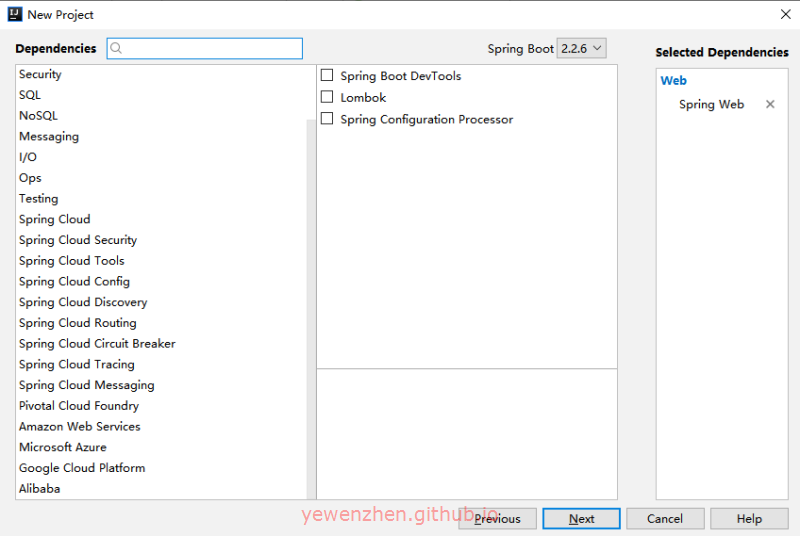 New Project
Dependencies
Spring Boot 2.2.6
Selected Dependencies
Security
SQL
NoSQL
Messaging
I/O
Ops
Testing
Spring Cloud
Spring Cloud Security
Spring Cloud Tools
Spring Cloud Config
Spring Cloud Discovery
Spring Cloud Routing
Spring Cloud Circuit Breaker
Spring Cloud Tracing
Spring Cloud Messaging
Pivotal Cloud Foundry
Amazon Web Services
Microsoft Azure
Google Cloud Platform
Alibaba
Spring Boot DevTools
Lombok
Spring Configuration Processor
Web
Spring Web
yewenzhen.github.io
Previous
Next
Cancel
Help